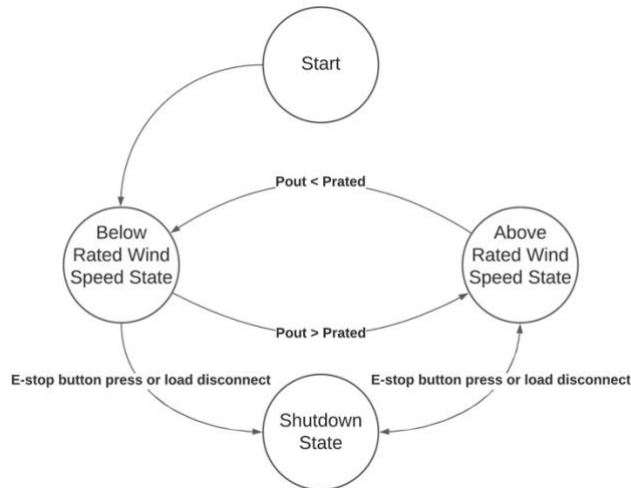 Start
Pout < Prated
Below
Rated Wind
Speed State
Above
Rated Wind
Speed State
Pout > Prated
E-stop button press or load disconnect
E-stop button press or load disconnect
Shutdown
State